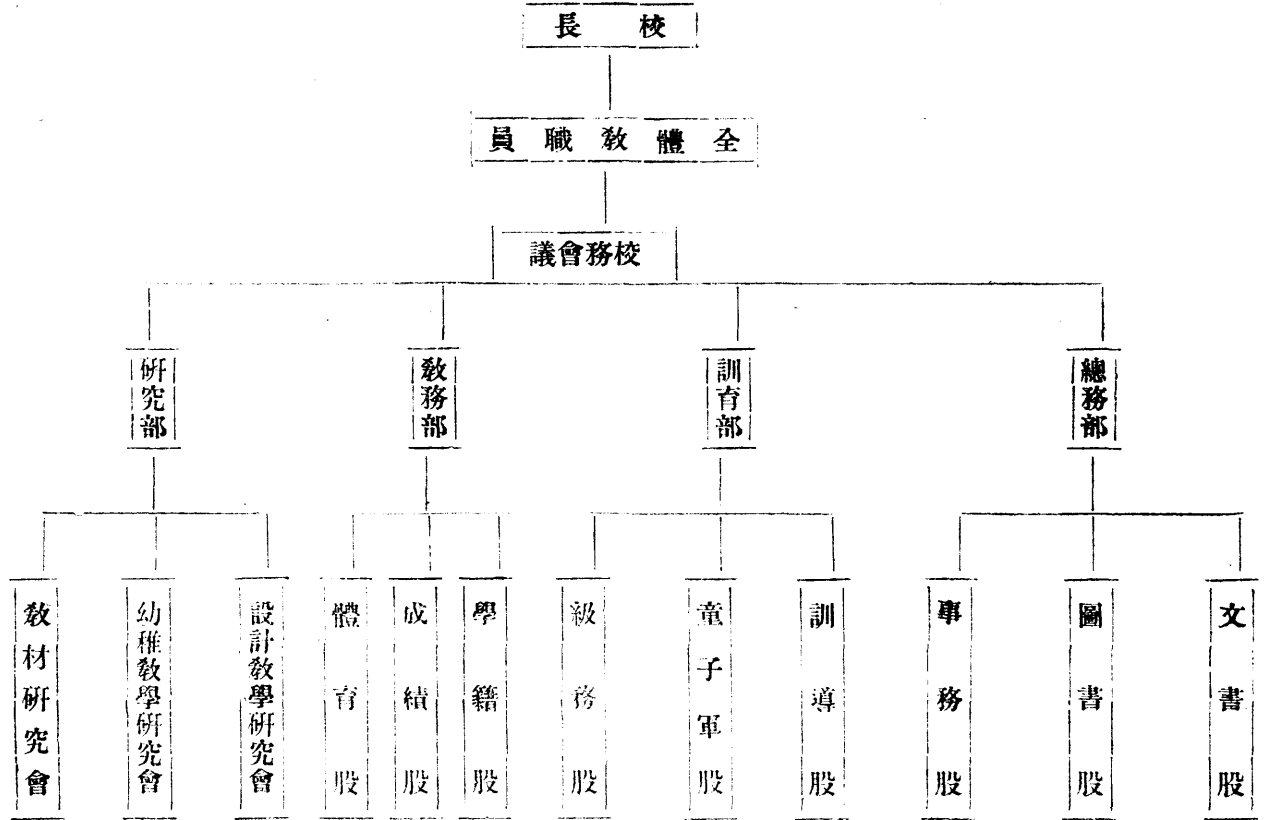 校長
全體教職員
校務會議
總務部
訓育部
教務部
研究部
文書股
圖書股
事務股
訓導股
童子軍股
級務股
學籍股
成績股
體育股
設計教學研究會
幼稚教學研究會
教材研究會